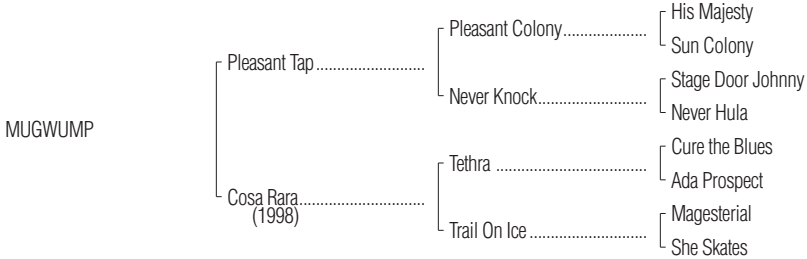 His Majesty
Pleasant Colony
Sun Colony
Pleasant Tap
Stage Door Johnny
Never Knock
Never Hula
MUGWUMP
Cure the Blues
Tethra
Ada Prospect
Cosa Rara
(1998)
Magesterial
Trail On Ice
She Skates